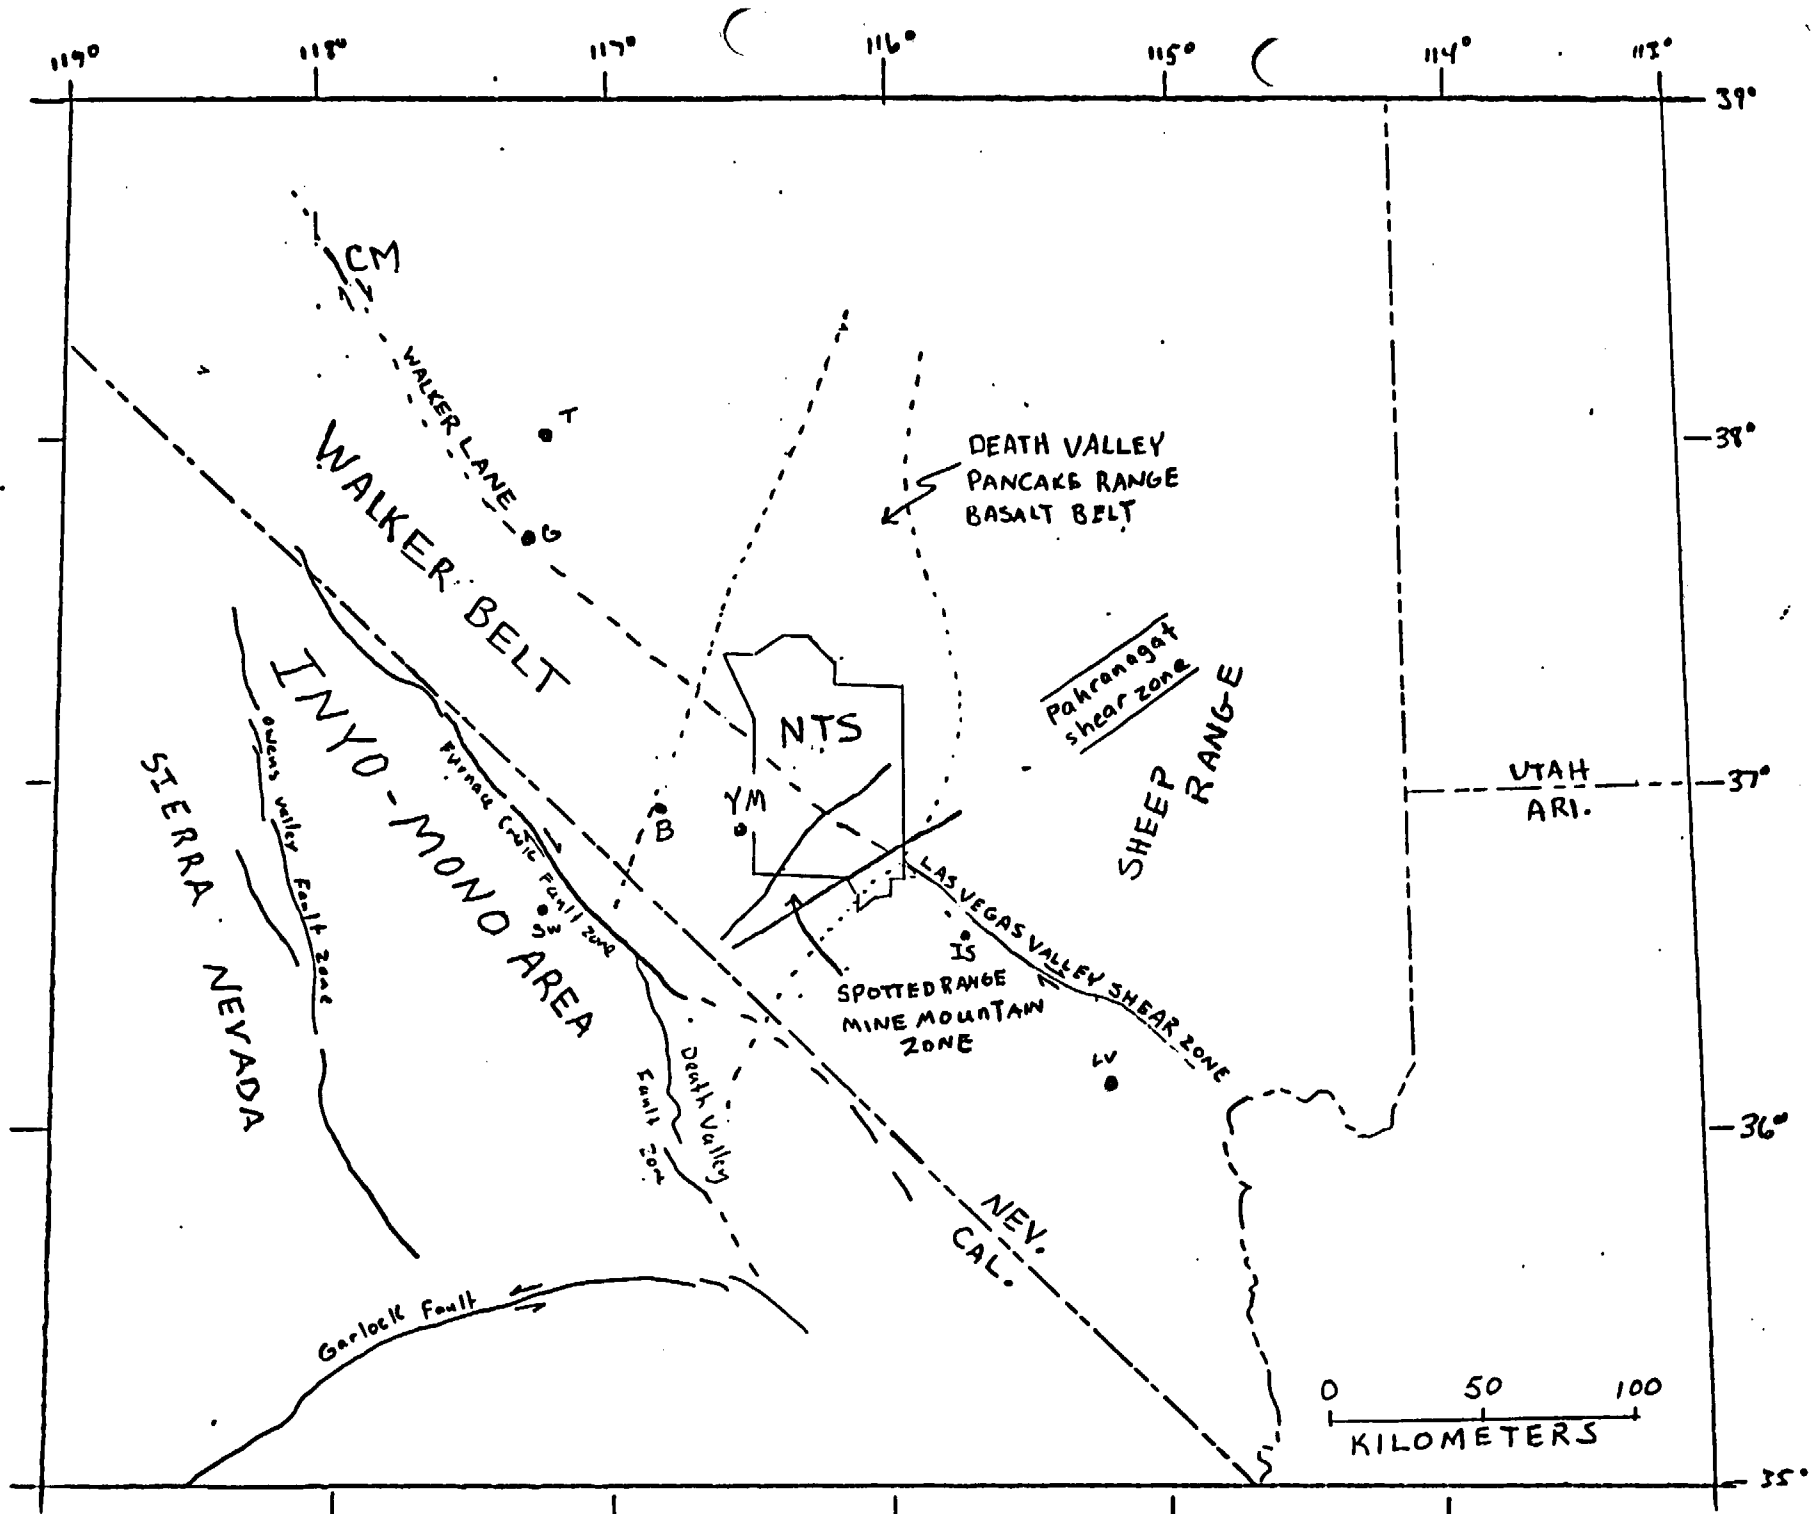 119° 118° 117° 116° 115° 114° 113°
39°
CM
WALKER LANE
T
38°
DEATH VALLEY
PANCAKE RANGE
BASALT BELT
G
WALKER BELT
Pahranagat
shear zone
NTS
SHEEP
RANGE
INYO-MONO AREA
Owens Valley Fault Zone
SIERRA
NEVADA
Furnace Creek Fault Zone
YM
B
UTAH
ARI.
37°
LAS VEGAS VALLEY SHEAR ZONE
SW
IS
SPOTTED RANGE
MINE MOUNTAIN
ZONE
LV
Death Valley
Fault Zone
36°
NEV.
CAL.
Garlock Fault
0 50 100
KILOMETERS
35°